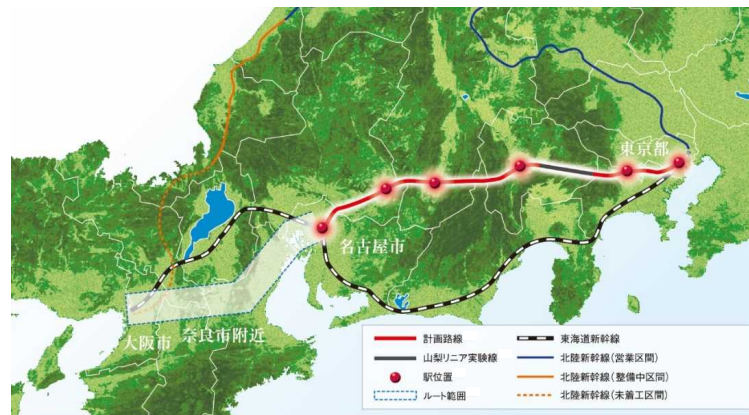 東京都
名古屋市
奈良市附近
大阪市
計画路線
山梨リニア実験線
駅位置
ルート範囲
東海道新幹線
北陸新幹線(営業区間)
北陸新幹線(整備中区間)
北陸新幹線(未着工区間)